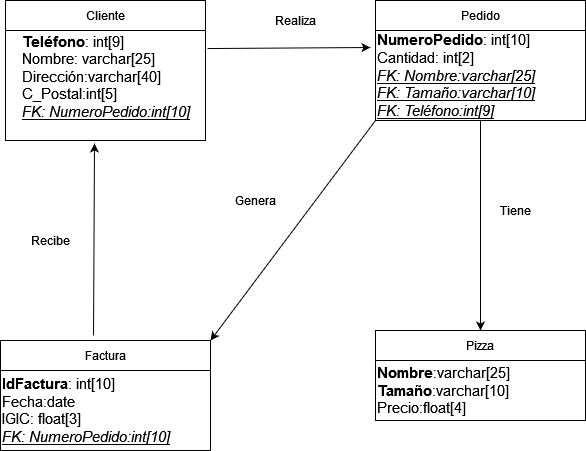 Cliente
Teléfono: int[9]
Nombre: varchar[25]
Dirección:varchar[40]
C_Postal:int[5]
FK: NumeroPedido:int[10]
Realiza
Pedido
NumeroPedido: int[10]
Cantidad: int[2]
FK: Nombre:varchar[25]
FK: Tamaño:varchar[10]
FK: Teléfono:int[9]
Genera
Tiene
Recibe
Factura
IdFactura: int[10]
Fecha:date
IGIC: float[3]
FK: NumeroPedido:int[10]
Pizza
Nombre:varchar[25]
Tamaño:varchar[10]
Precio:float[4]